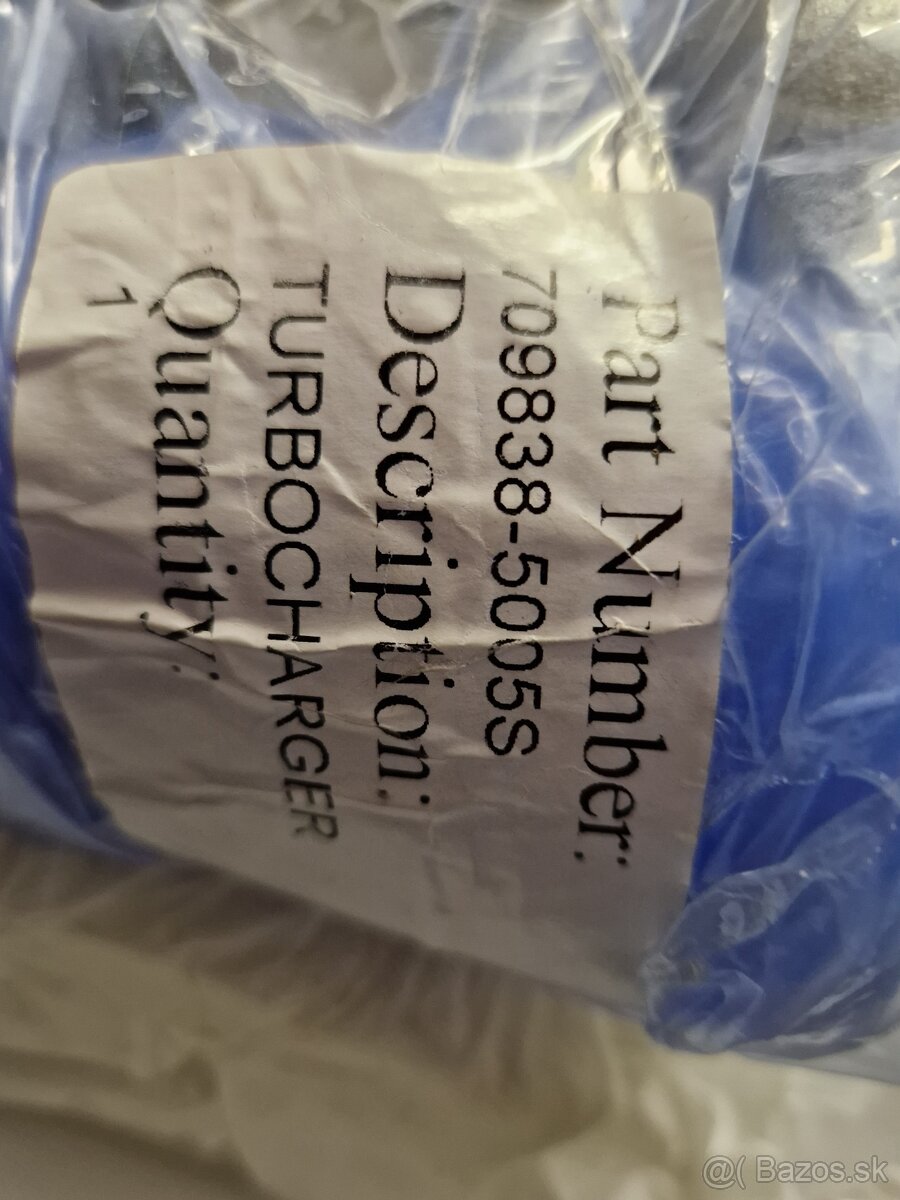 Part Number:
709838-5005S
Description:
TURBOCHARGER
Quantity:
1
@( Bazos.sk